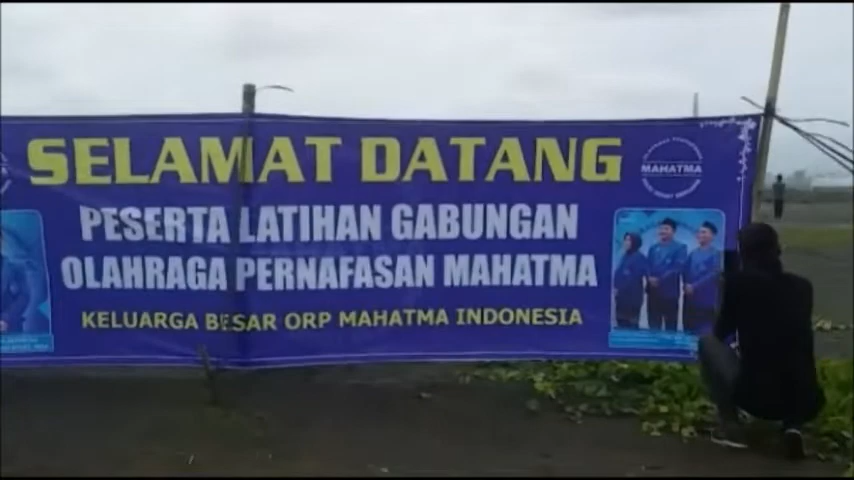 SELAMAT DATANG
PESERTA LATIHAN GABUNGAN
OLAHRAGA PERNAFASAN MAHATMA
KELUARGA BESAR ORP MAHATMA INDONESIA
MAHATMA